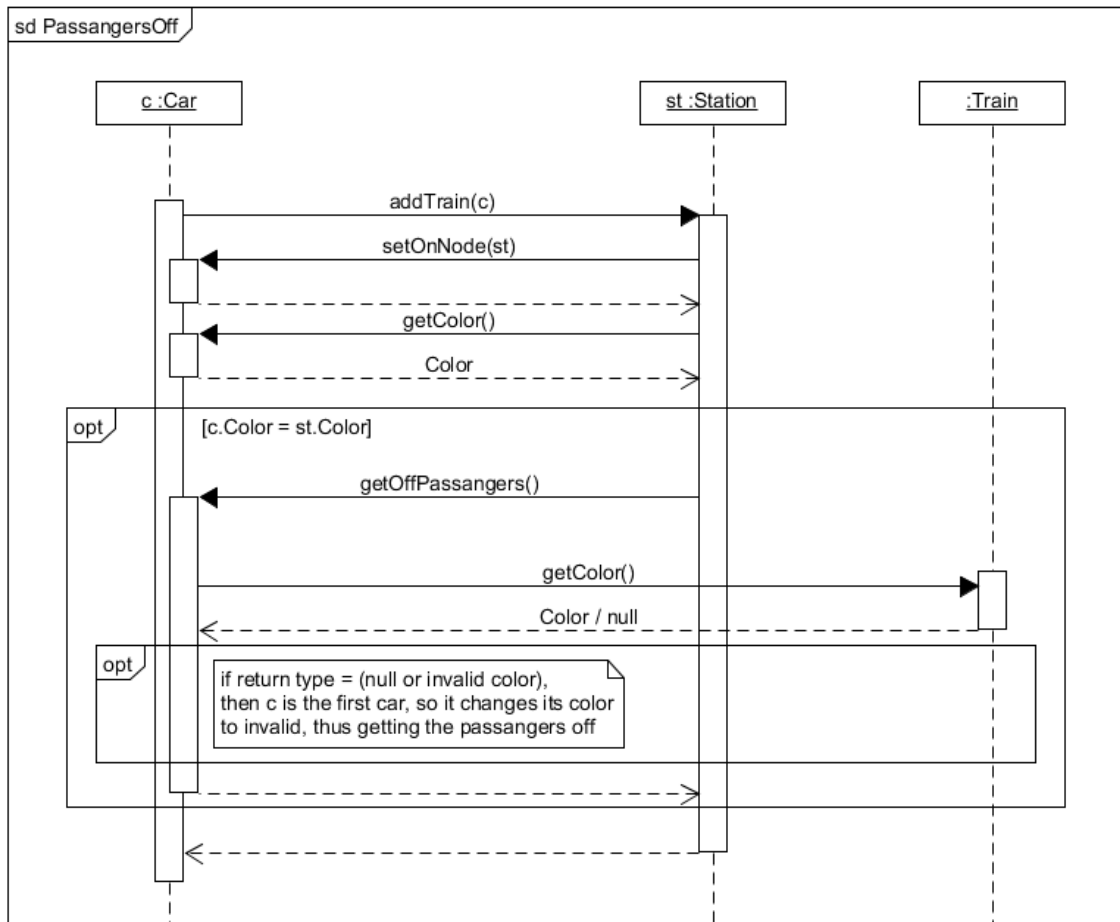 sd PassangersOff
c :Car
st :Station
:Train
addTrain(c)
setOnNode(st)
getColor()
Color
opt
[c.Color = st.Color]
getOffPassangers()
getColor()
Color / null
opt
if return type = (null or invalid color),
then c is the first car, so it changes its color
to invalid, thus getting the passangers off